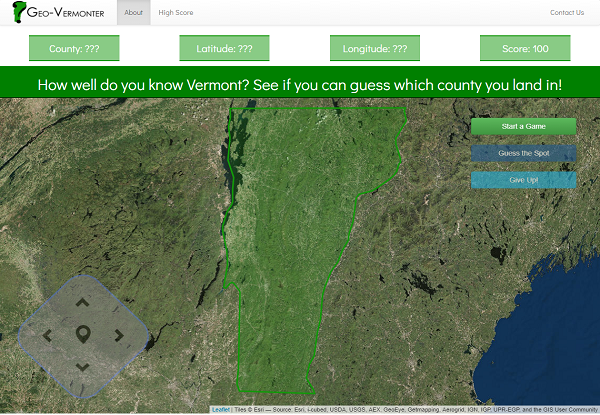 Geo-Vermonter
About
High Score
Contact Us
County: ???
Latitude: ???
Longitude: ???
Score: 100
How well do you know Vermont? See if you can guess which county you land in!
Start a Game
Guess the Spot
Give Up!
Leaflet | Tiles © Esri — Source: Esri, i-cubed, USDA, USGS, AEX, GeoEye, Getmapping, Aerogrid, IGN, IGP, UPR-EGP, and the GIS User Community